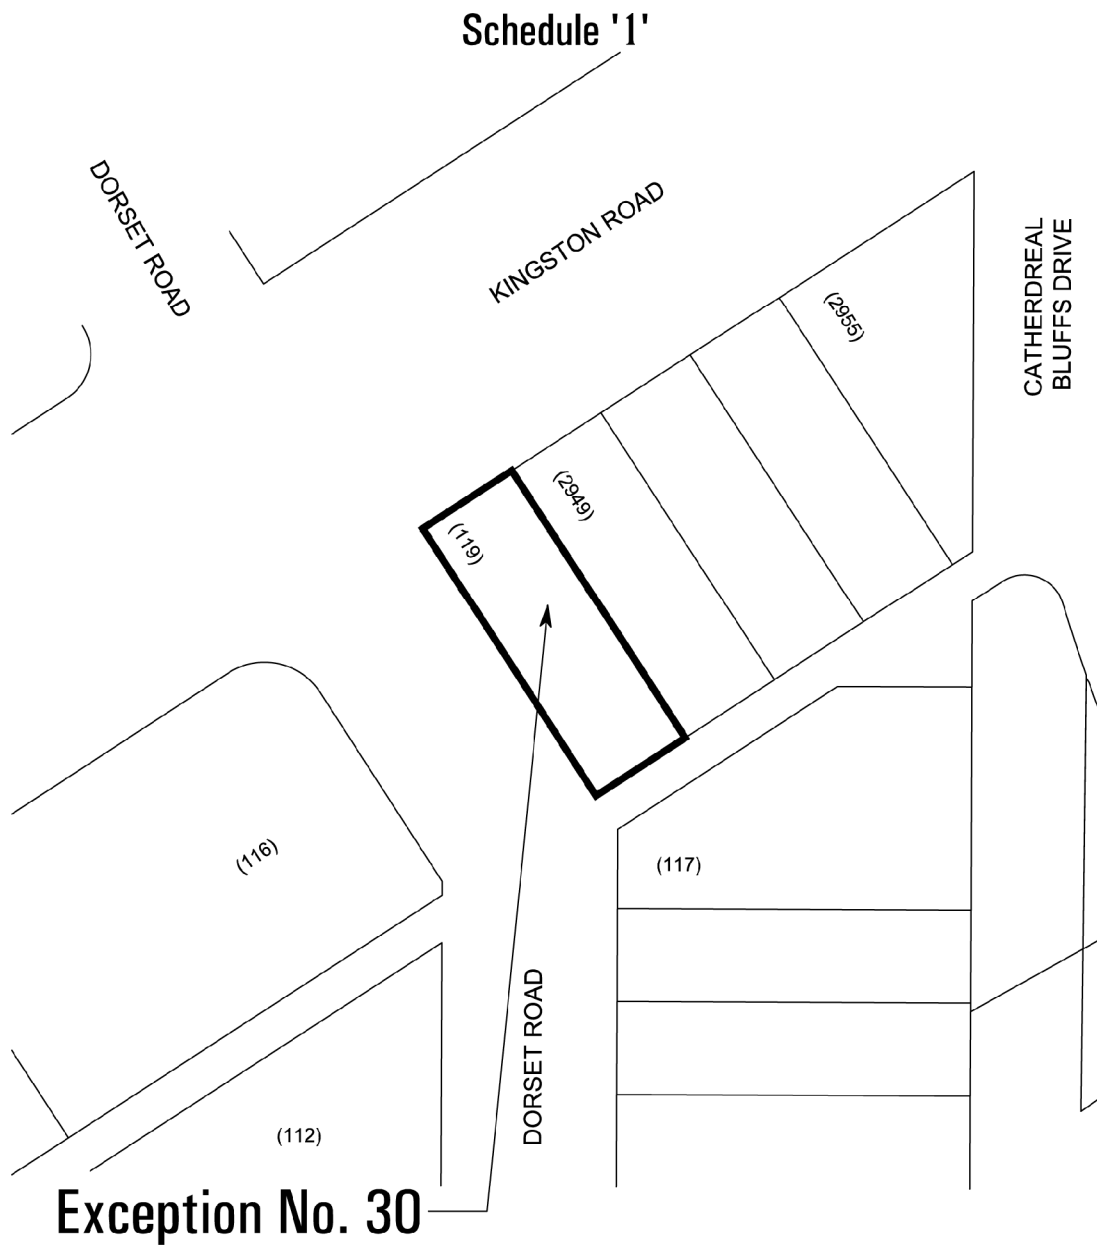 Schedule '1'
DORSET ROAD
KINGSTON ROAD
CATHERDREAL
BLUFFS DRIVE
(2955)
(2949)
(119)
(116)
(117)
DORSET ROAD
(112)
Exception No. 30